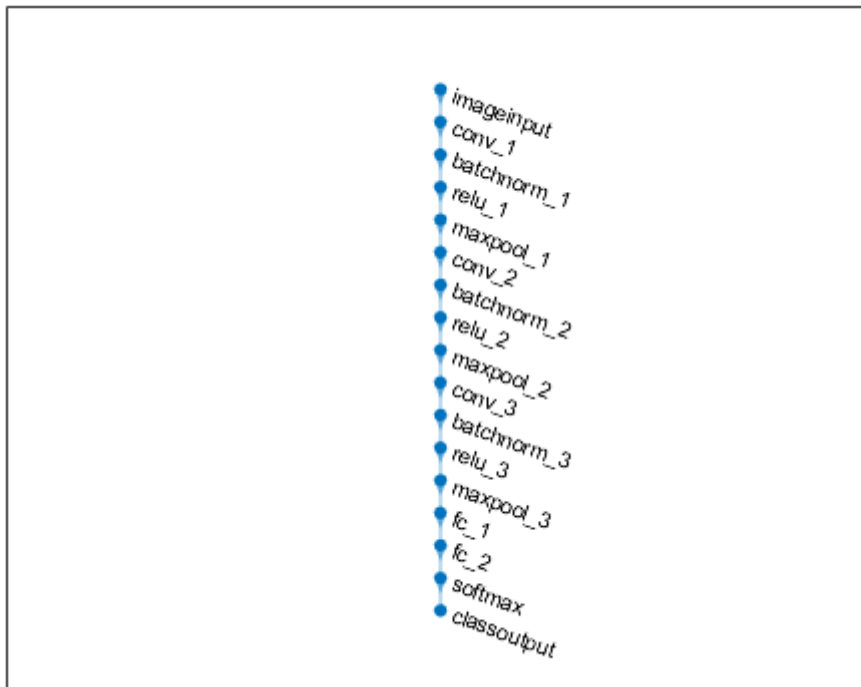 imageinput
conv_1
batchnorm_1
relu_1
maxpool_1
conv_2
batchnorm_2
relu_2
maxpool_2
conv_3
batchnorm_3
relu_3
maxpool_3
fc_1
fc_2
softmax
classoutput